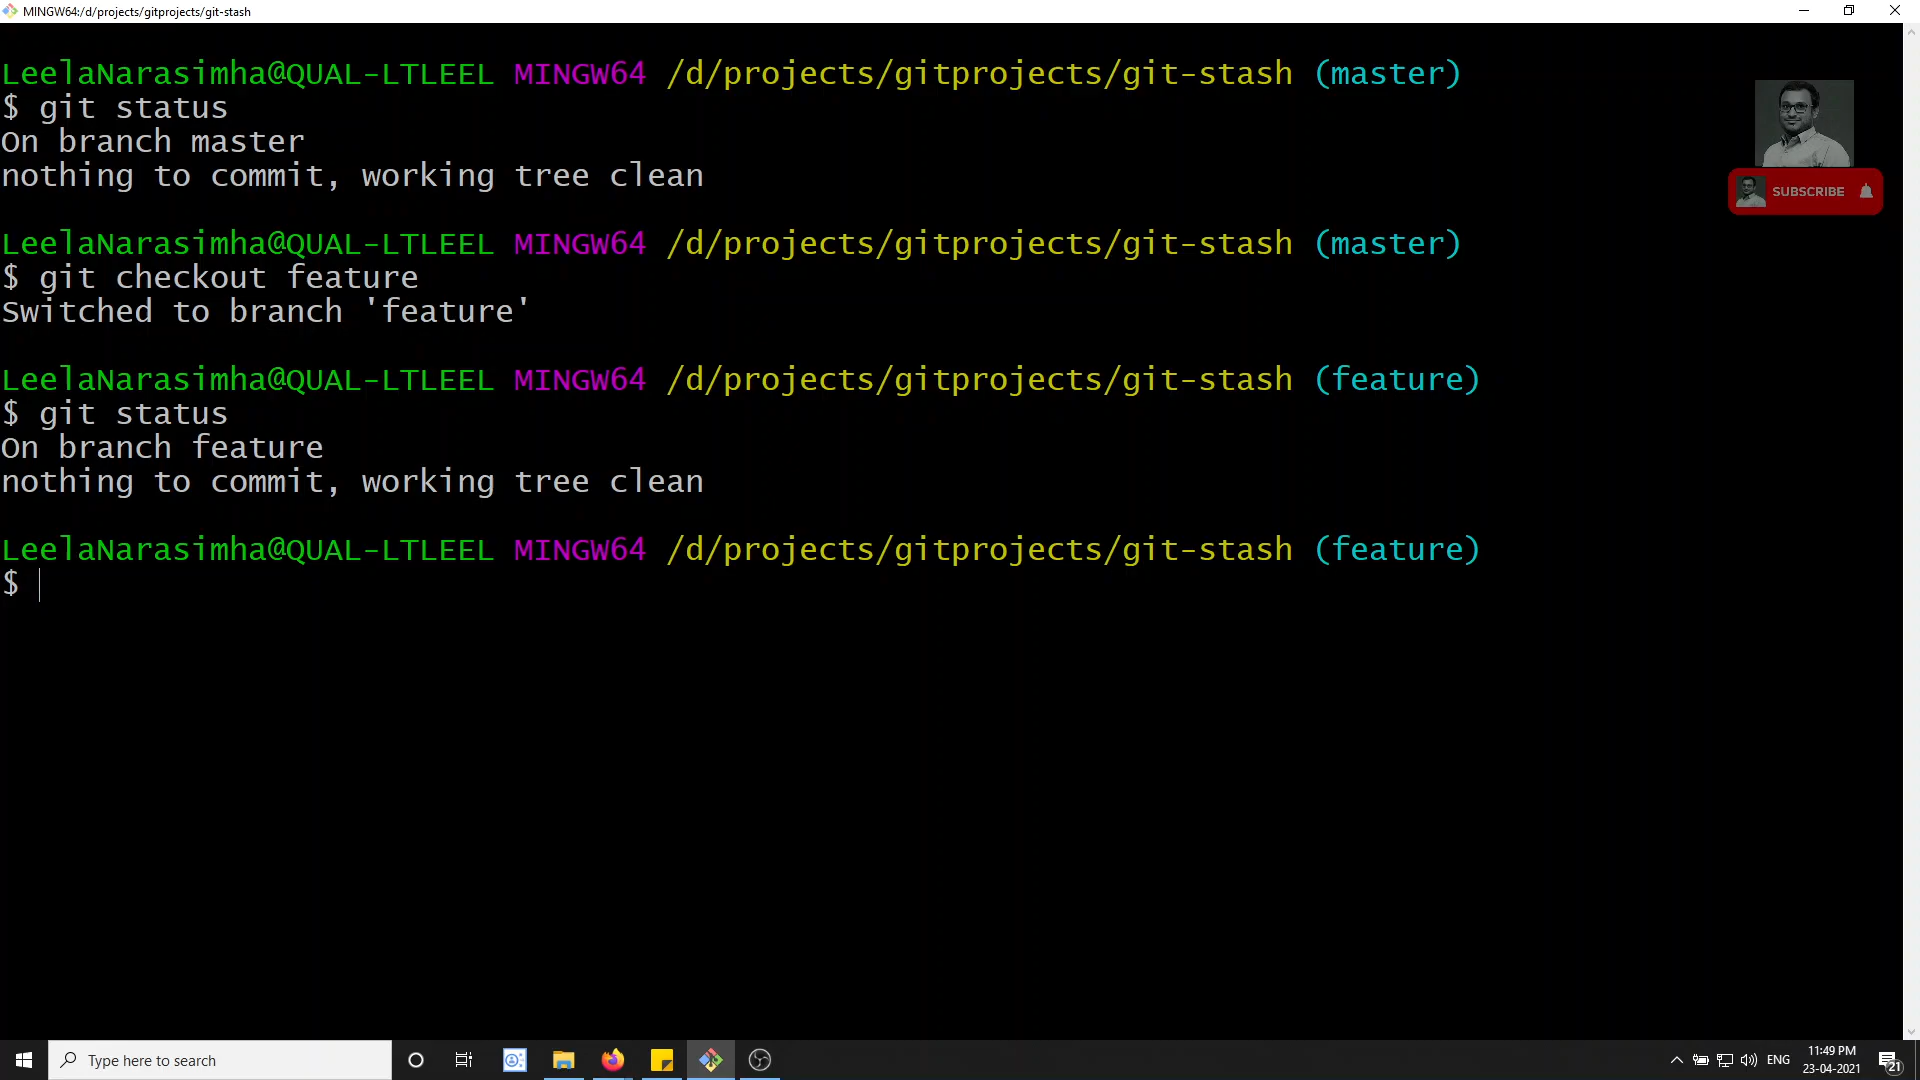 MINGW64:/d/projects/gitprojects/git-stash
LeelaNarasimha@QUAL-LTLEEL MINGW64 /d/projects/gitprojects/git-stash (master)
$ git status
On branch master
nothing to commit, working tree clean
SUBSCRIBE
LeelaNarasimha@QUAL-LTLEEL MINGW64 /d/projects/gitprojects/git-stash (master)
$ git checkout feature
Switched to branch 'feature'
LeelaNarasimha@QUAL-LTLEEL MINGW64 /d/projects/gitprojects/git-stash (feature)
$ git status
On branch feature
nothing to commit, working tree clean
LeelaNarasimha@QUAL-LTLEEL MINGW64 /d/projects/gitprojects/git-stash (feature)
$
Type here to search
ENG
11:49 PM
23-04-2021
21